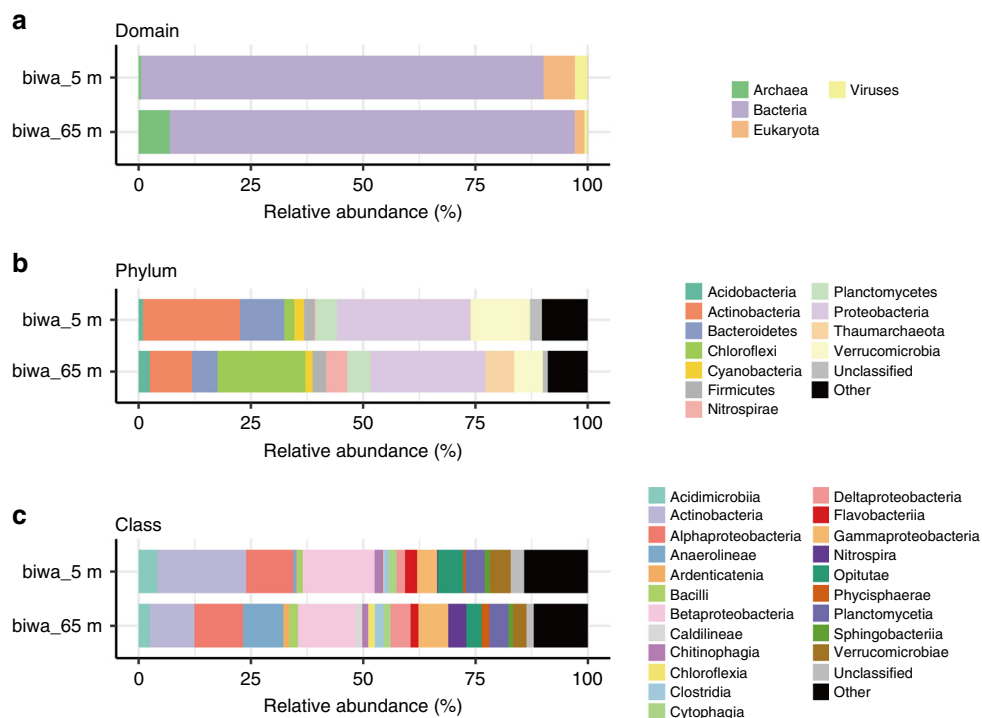 a
Domain
biwa_5 m
biwa_65 m
0 25 50 75 100
Relative abundance (%)
Archaea Viruses
Bacteria
Eukaryota
b
Phylum
biwa_5 m
biwa_65 m
0 25 50 75 100
Relative abundance (%)
Acidobacteria Planctomycetes
Actinobacteria Proteobacteria
Bacteroidetes Thaumarchaeota
Chloroflexi Verrucomicrobia
Cyanobacteria Unclassified
Firmicutes Other
Nitrospirae
c
Class
biwa_5 m
biwa_65 m
0 25 50 75 100
Relative abundance (%)
Acidimicrobiia Deltaproteobacteria
Actinobacteria Flavobacteriia
Alphaproteobacteria Gammaproteobacteria
Anaerolineae Nitrospira
Ardenticatenia Opitutae
Bacilli Phycisphaerae
Betaproteobacteria Planctomycetia
Caldilineae Sphingobacteriia
Chitinophagia Verrucomicrobiae
Chloroflexia Unclassified
Clostridia Other
Cytophagia